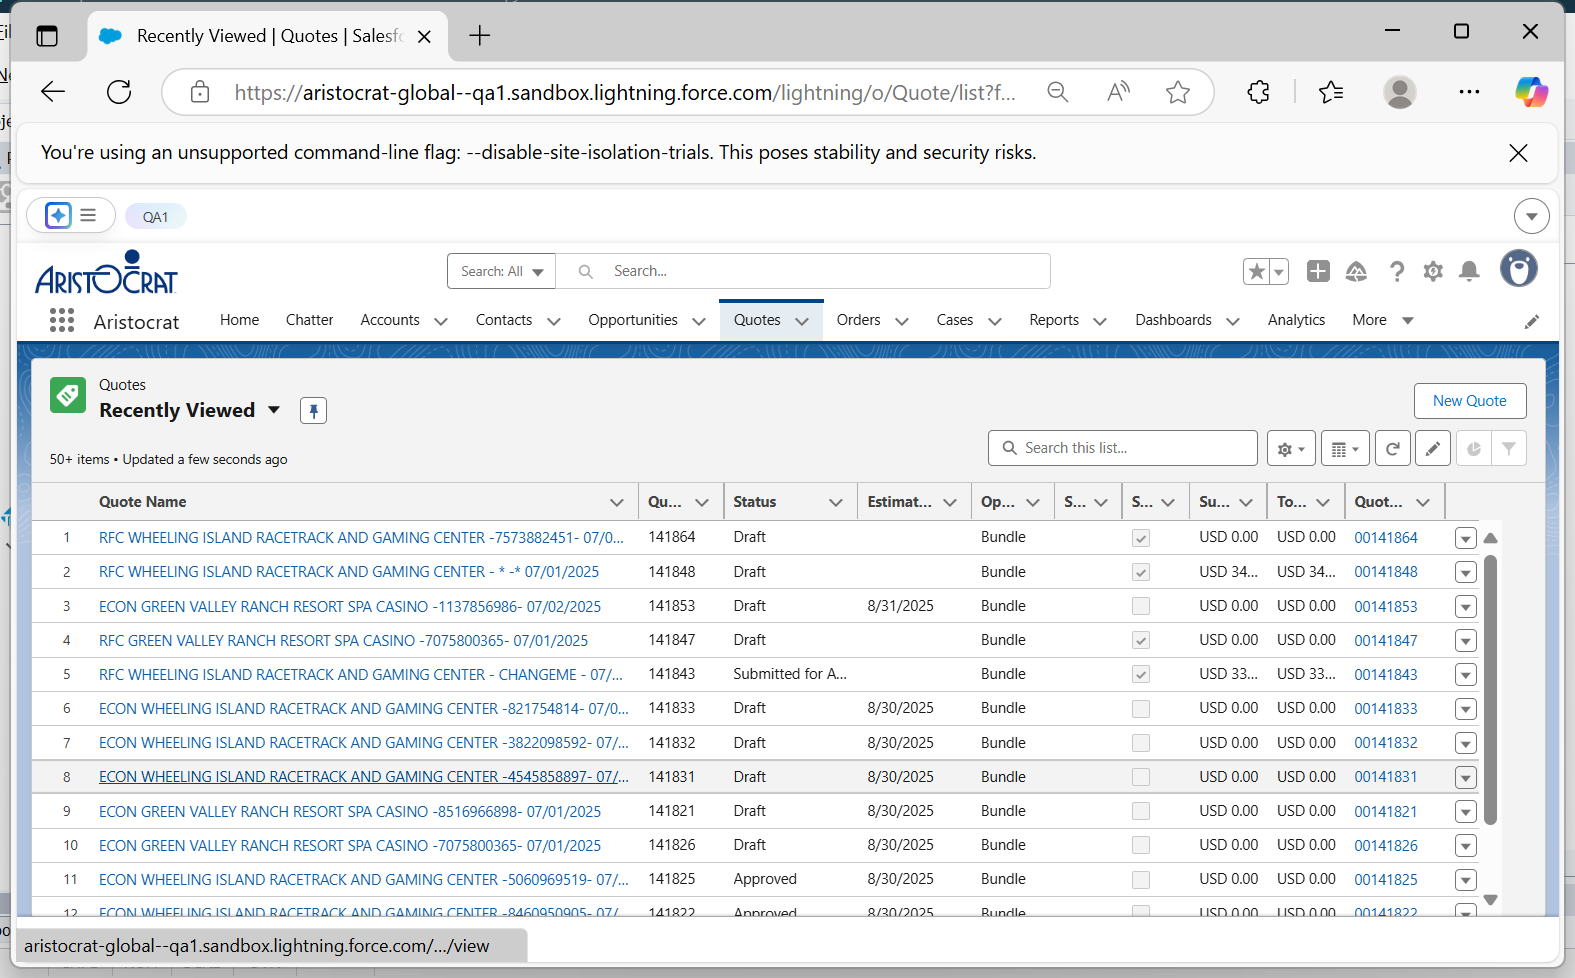 Recently Viewed | Quotes | Salesfo
https://aristocrat-global--qa1.sandbox.lightning.force.com/lightning/o/Quote/list?f...
You're using an unsupported command-line flag: --disable-site-isolation-trials. This poses stability and security risks.
QA1
ARISTOCRAT
Search: All
Search...
Aristocrat Home Chatter Accounts Contacts Opportunities Quotes Orders Cases Reports Dashboards Analytics More
Quotes
Recently Viewed
New Quote
50+ items • Updated a few seconds ago
Search this list...
Quote Name Qu... Status Estimat... Op... S... S... Su... To... Quot...
1 RFC WHEELING ISLAND RACETRACK AND GAMING CENTER -7573882451- 07/0... 141864 Draft Bundle USD 0.00 USD 0.00 00141864
2 RFC WHEELING ISLAND RACETRACK AND GAMING CENTER - * -* 07/01/2025 141848 Draft Bundle USD 34... USD 34... 00141848
3 ECON GREEN VALLEY RANCH RESORT SPA CASINO -1137856986- 07/02/2025 141853 Draft 8/31/2025 Bundle USD 0.00 USD 0.00 00141853
4 RFC GREEN VALLEY RANCH RESORT SPA CASINO -7075800365- 07/01/2025 141847 Draft Bundle USD 0.00 USD 0.00 00141847
5 RFC WHEELING ISLAND RACETRACK AND GAMING CENTER - CHANGEME - 07/... 141843 Submitted for A... Bundle USD 33... USD 33... 00141843
6 ECON WHEELING ISLAND RACETRACK AND GAMING CENTER -821754814- 07/0... 141833 Draft 8/30/2025 Bundle USD 0.00 USD 0.00 00141833
7 ECON WHEELING ISLAND RACETRACK AND GAMING CENTER -3822098592- 07/... 141832 Draft 8/30/2025 Bundle USD 0.00 USD 0.00 00141832
8 ECON WHEELING ISLAND RACETRACK AND GAMING CENTER -4545858897- 07/... 141831 Draft 8/30/2025 Bundle USD 0.00 USD 0.00 00141831
9 ECON GREEN VALLEY RANCH RESORT SPA CASINO -8516966898- 07/01/2025 141821 Draft 8/30/2025 Bundle USD 0.00 USD 0.00 00141821
10 ECON GREEN VALLEY RANCH RESORT SPA CASINO -7075800365- 07/01/2025 141826 Draft 8/30/2025 Bundle USD 0.00 USD 0.00 00141826
11 ECON WHEELING ISLAND RACETRACK AND GAMING CENTER -5060969519- 07/... 141825 Approved 8/30/2025 Bundle USD 0.00 USD 0.00 00141825
12 ECON WHEELING ISLAND RACETRACK AND GAMING CENTER -8460950905- 07/... 141822 Approved 8/30/2025 Bundle USD 0.00 USD 0.00 00141822
aristocrat-global--qa1.sandbox.lightning.force.com/.../view